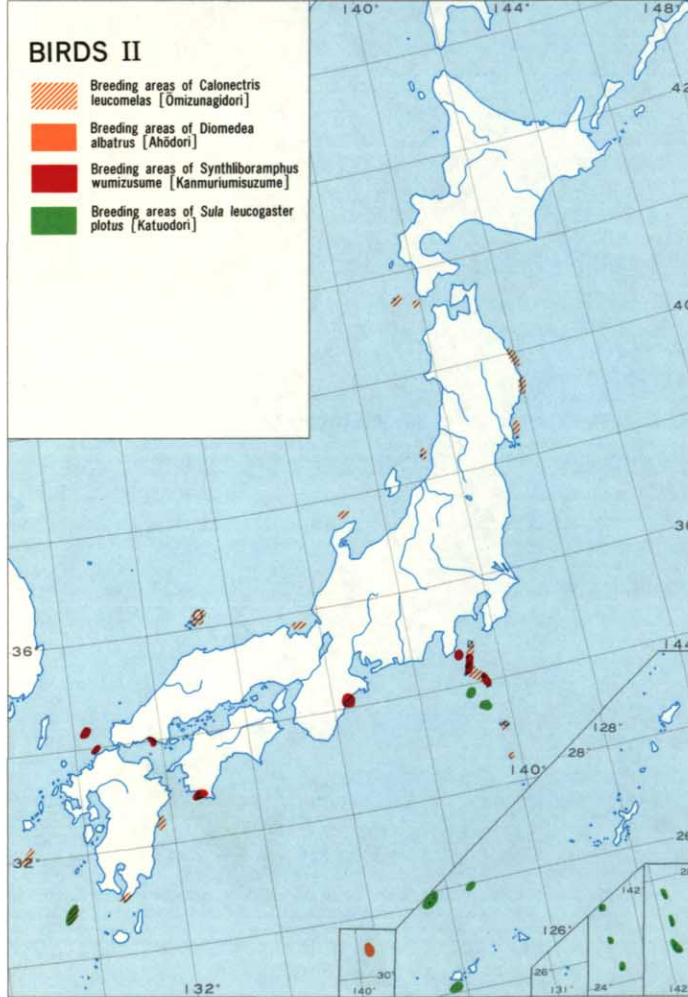 140°
144°
148°
BIRDS II
Breeding areas of Calonectris
leucomelas [Ōmizunagidori]
Breeding areas of Diomedea
albatrus [Ahōdori]
Breeding areas of Synthliboramphus
wumizusume [Kanmuriumisuzume]
Breeding areas of Sula leucogaster
plotus [Katuodori]
42
40
36
36°
144
128°
28°
140°
26
32°
142°
126°
26°
30°
24°
132°
140°
131°
142